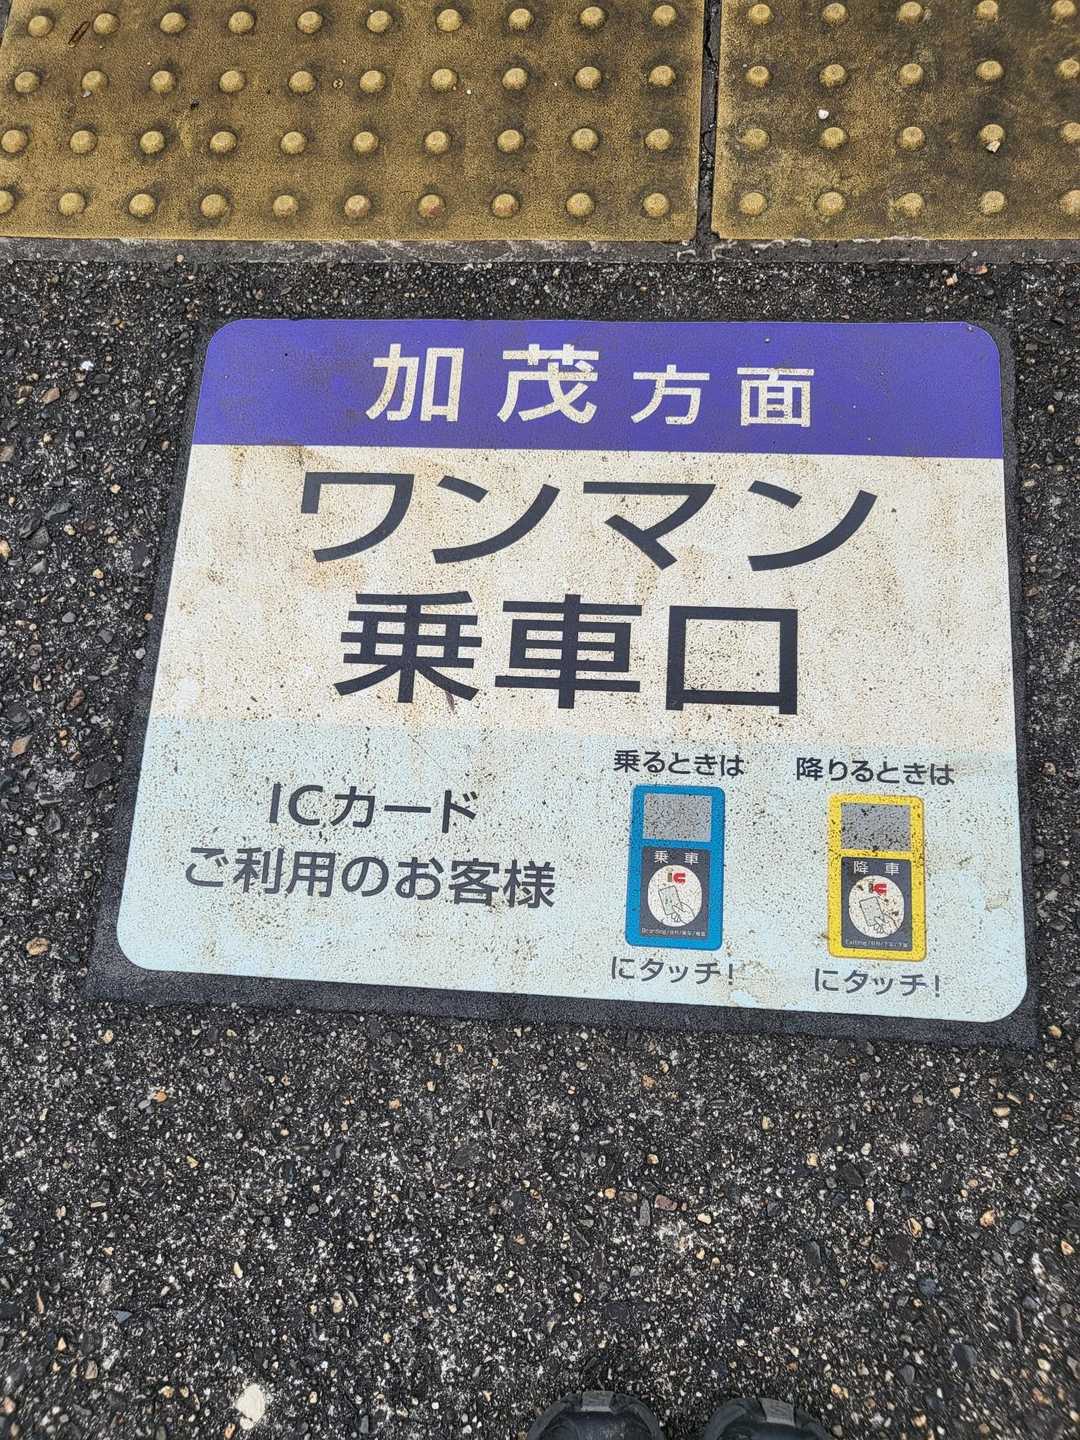 加茂方面
ワンマン
乗車口
ICカード
ご利用のお客様
乗るときは
乗車
IC
にタッチ!
降りるときは
降車
IC
にタッチ!